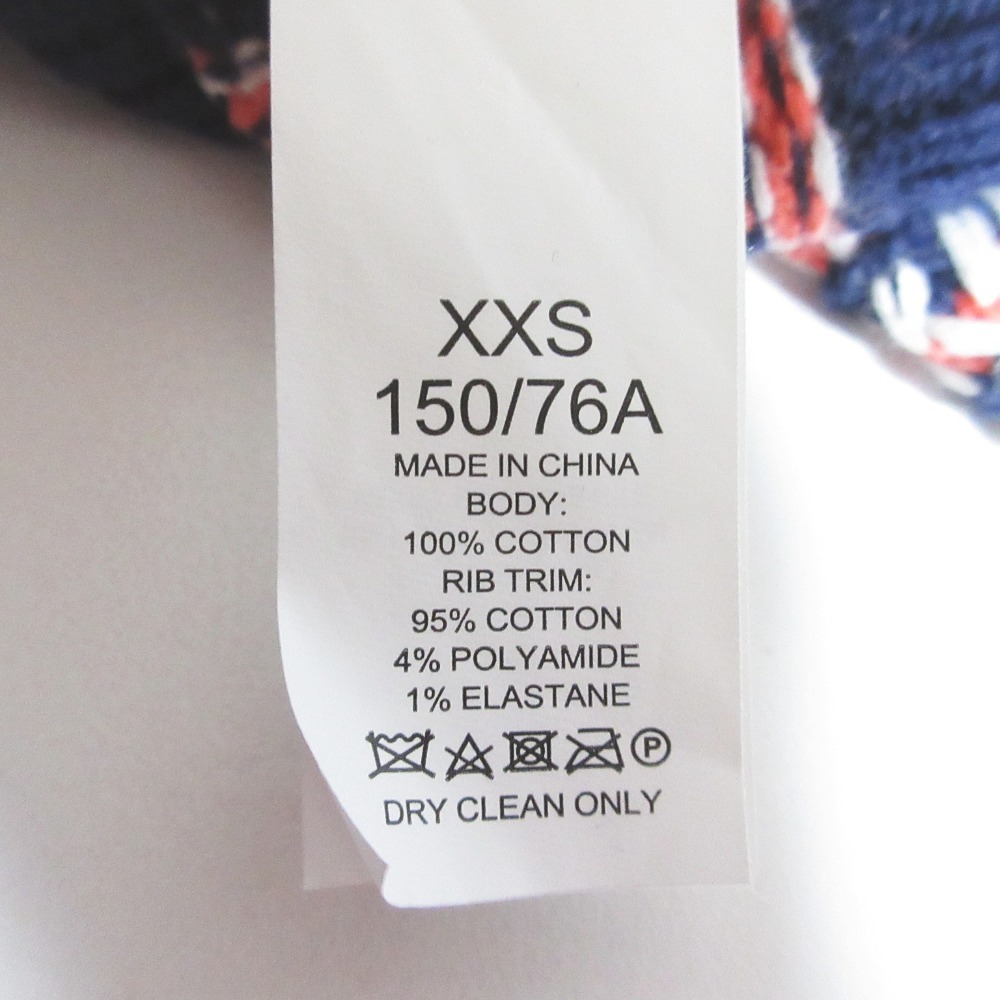 XXS
150/76A
MADE IN CHINA
BODY:
100% COTTON
RIB TRIM:
95% COTTON
4% POLYAMIDE
1% ELASTANE
P
DRY CLEAN ONLY